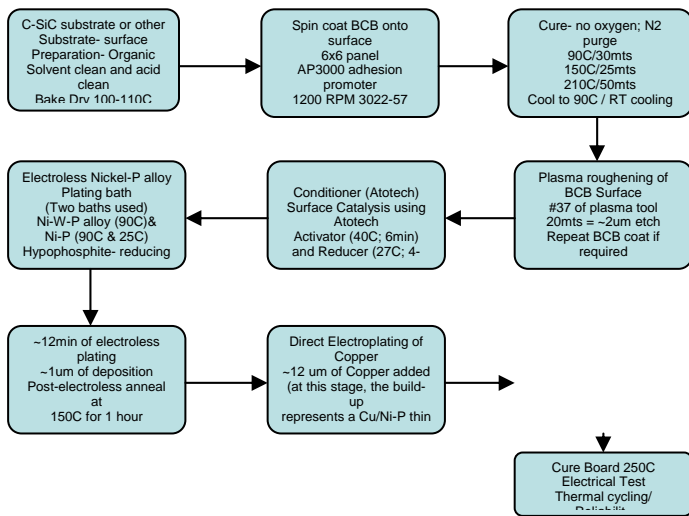 C-SiC substrate or other
Substrate- surface
Preparation- Organic
Solvent clean and acid
clean
Bake Dry 100-110C
Spin coat BCB onto
surface
6x6 panel
AP3000 adhesion
promoter
1200 RPM 3022-57
Cure- no oxygen; N2
purge
90C/30mts
150C/25mts
210C/50mts
Cool to 90C / RT cooling
Plasma roughening of
BCB Surface
#37 of plasma tool
20mts = ~2um etch
Repeat BCB coat if
required
Conditioner (Atotech)
Surface Catalysis using
Atotech
Activator (40C; 6min)
and Reducer (27C; 4-
Electroless Nickel-P alloy
Plating bath
(Two baths used)
Ni-W-P alloy (90C)&
Ni-P (90C & 25C)
Hypophosphite- reducing
~12min of electroless
plating
~1um of deposition
Post-electroless anneal
at
150C for 1 hour
Direct Electroplating of
Copper
~12 um of Copper added
(at this stage, the build-
up
represents a Cu/Ni-P thin
Cure Board 250C
Electrical Test
Thermal cycling/